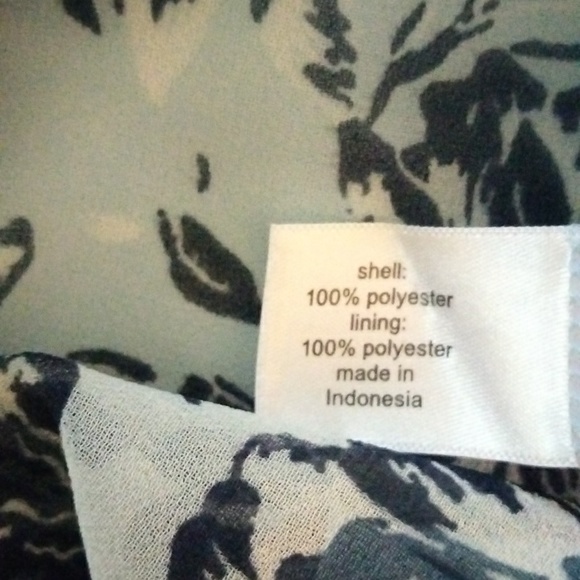 shell:
100% polyester
lining:
100% polyester
made in
Indonesia